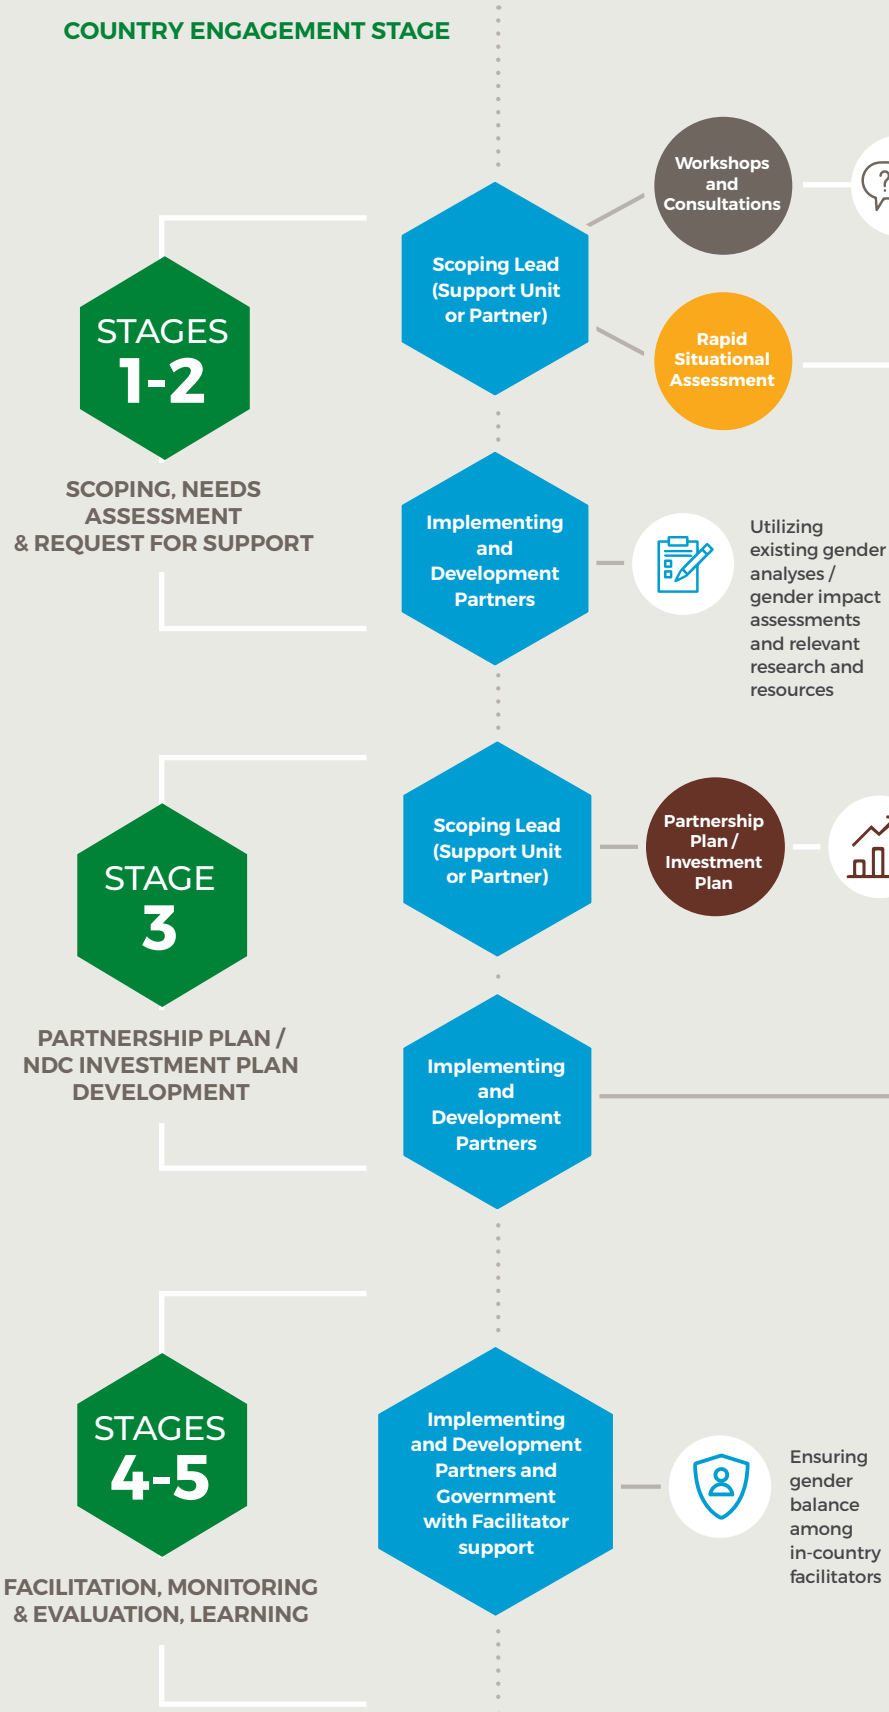 COUNTRY ENGAGEMENT STAGE
STAGES
1-2
SCOPING, NEEDS
ASSESSMENT
& REQUEST FOR SUPPORT
Scoping Lead
(Support Unit
or Partner)
Workshops
and
Consultations
?
Rapid
Situational
Assessment
Implementing
and
Development
Partners
Utilizing
existing gender
analyses /
gender impact
assessments
and relevant
research and
resources
STAGE
3
PARTNERSHIP PLAN /
NDC INVESTMENT PLAN
DEVELOPMENT
Scoping Lead
(Support Unit
or Partner)
Partnership
Plan /
Investment
Plan
Implementing
and
Development
Partners
STAGES
4-5
FACILITATION, MONITORING
& EVALUATION, LEARNING
Implementing
and Development
Partners and
Government
with Facilitator
support
Ensuring
gender
balance
among
in-country
facilitators